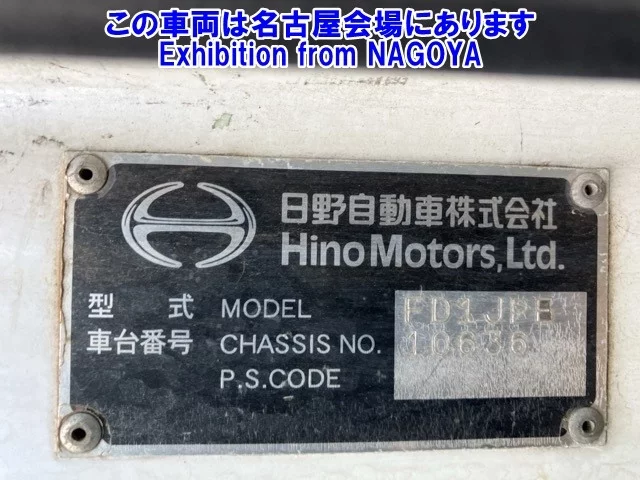 この車両は名古屋会場にあります
Exhibition from NAGOYA
日野自動車株式会社
Hino Motors, Ltd.
型式 MODEL
車台番号 CHASSIS NO.
P.S.CODE